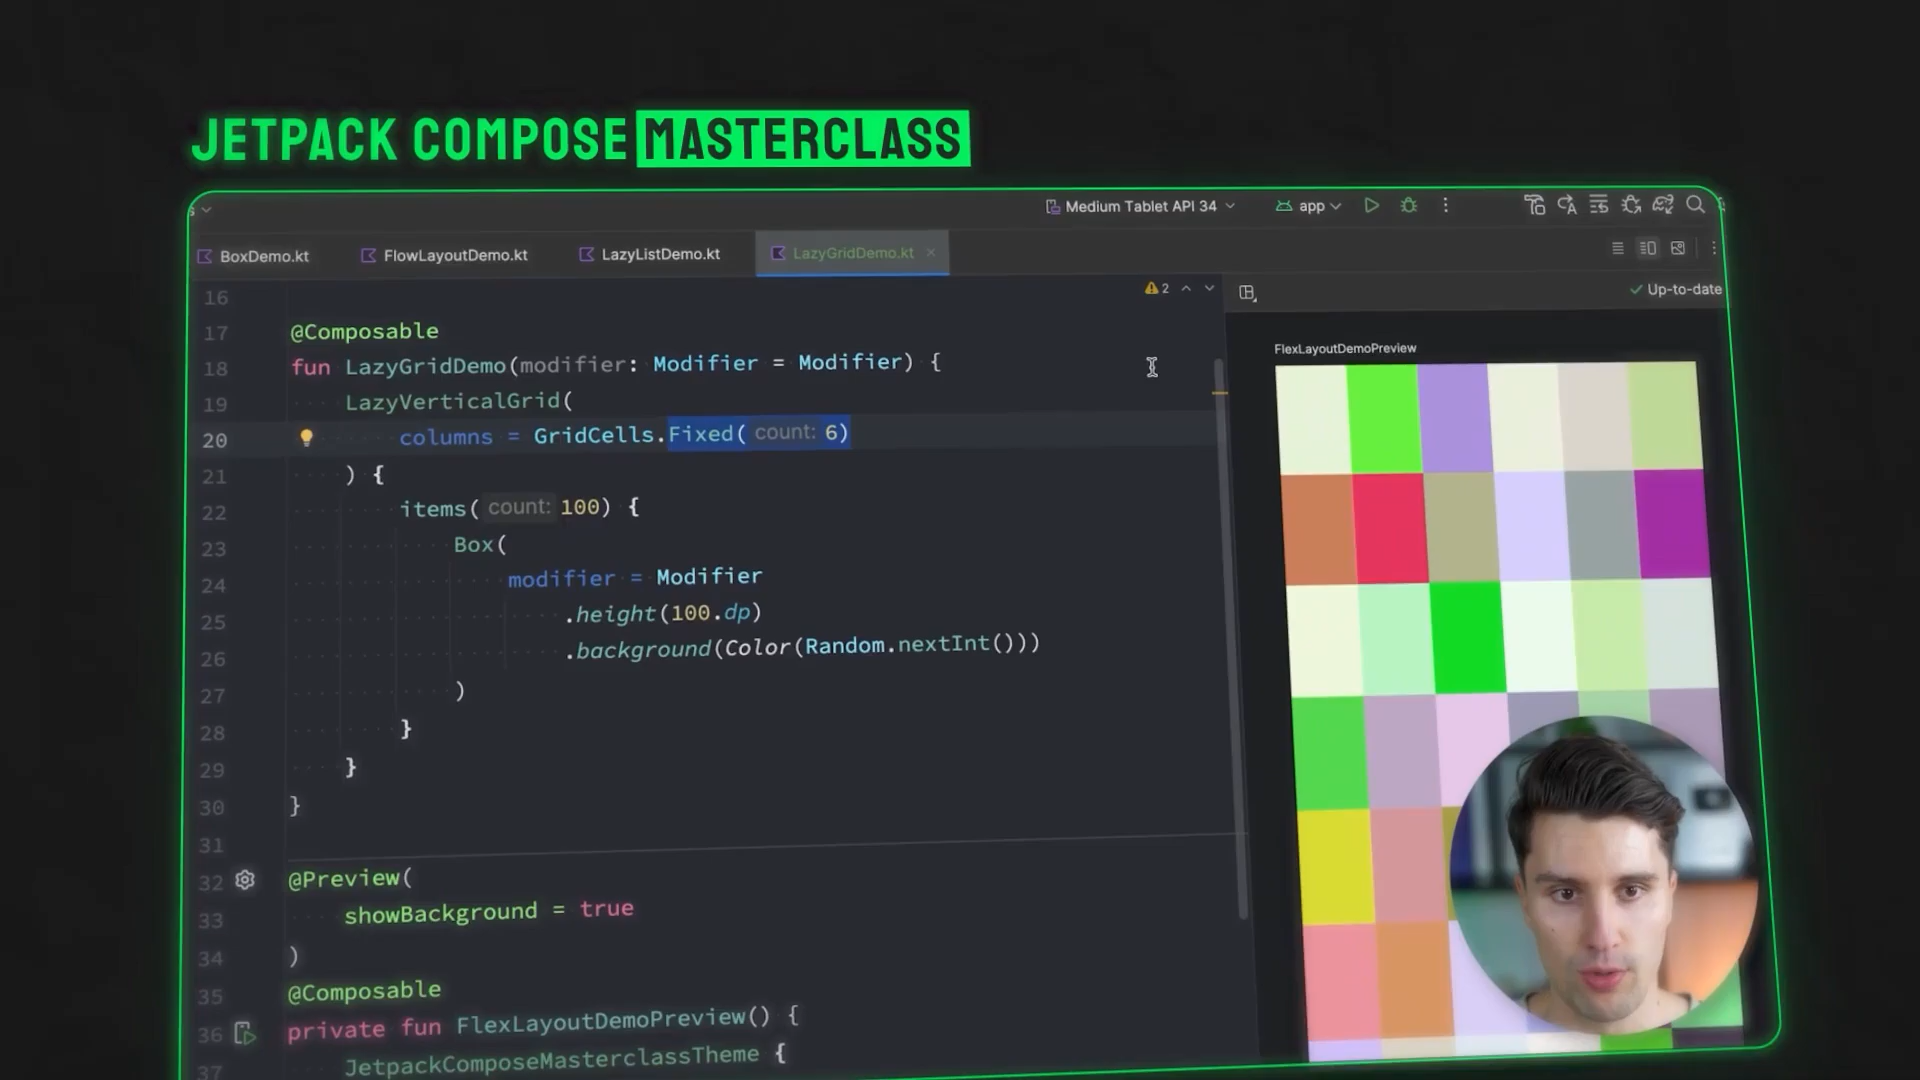 JETPACK COMPOSE MASTERCLASS
Medium Tablet API 34
app
BoxDemo.kt
FlowLayoutDemo.kt
LazyListDemo.kt
LazyGridDemo.kt
2
Up-to-date
FlexLayoutDemoPreview
16
17 @Composable
18 fun LazyGridDemo(modifier: Modifier = Modifier) {
19 LazyVerticalGrid(
20 columns = GridCells.Fixed( count: 6)
21 ) {
22 items( count: 100) {
23 Box(
24 modifier = Modifier
25 .height(100.dp)
26 .background(Color(Random.nextInt()))
27 )
28 }
29 }
30 }
31
32 @Preview(
33 showBackground = true
34 )
35 @Composable
36 private fun FlexLayoutDemoPreview() {
37 JetpackComposeMasterclassTheme {